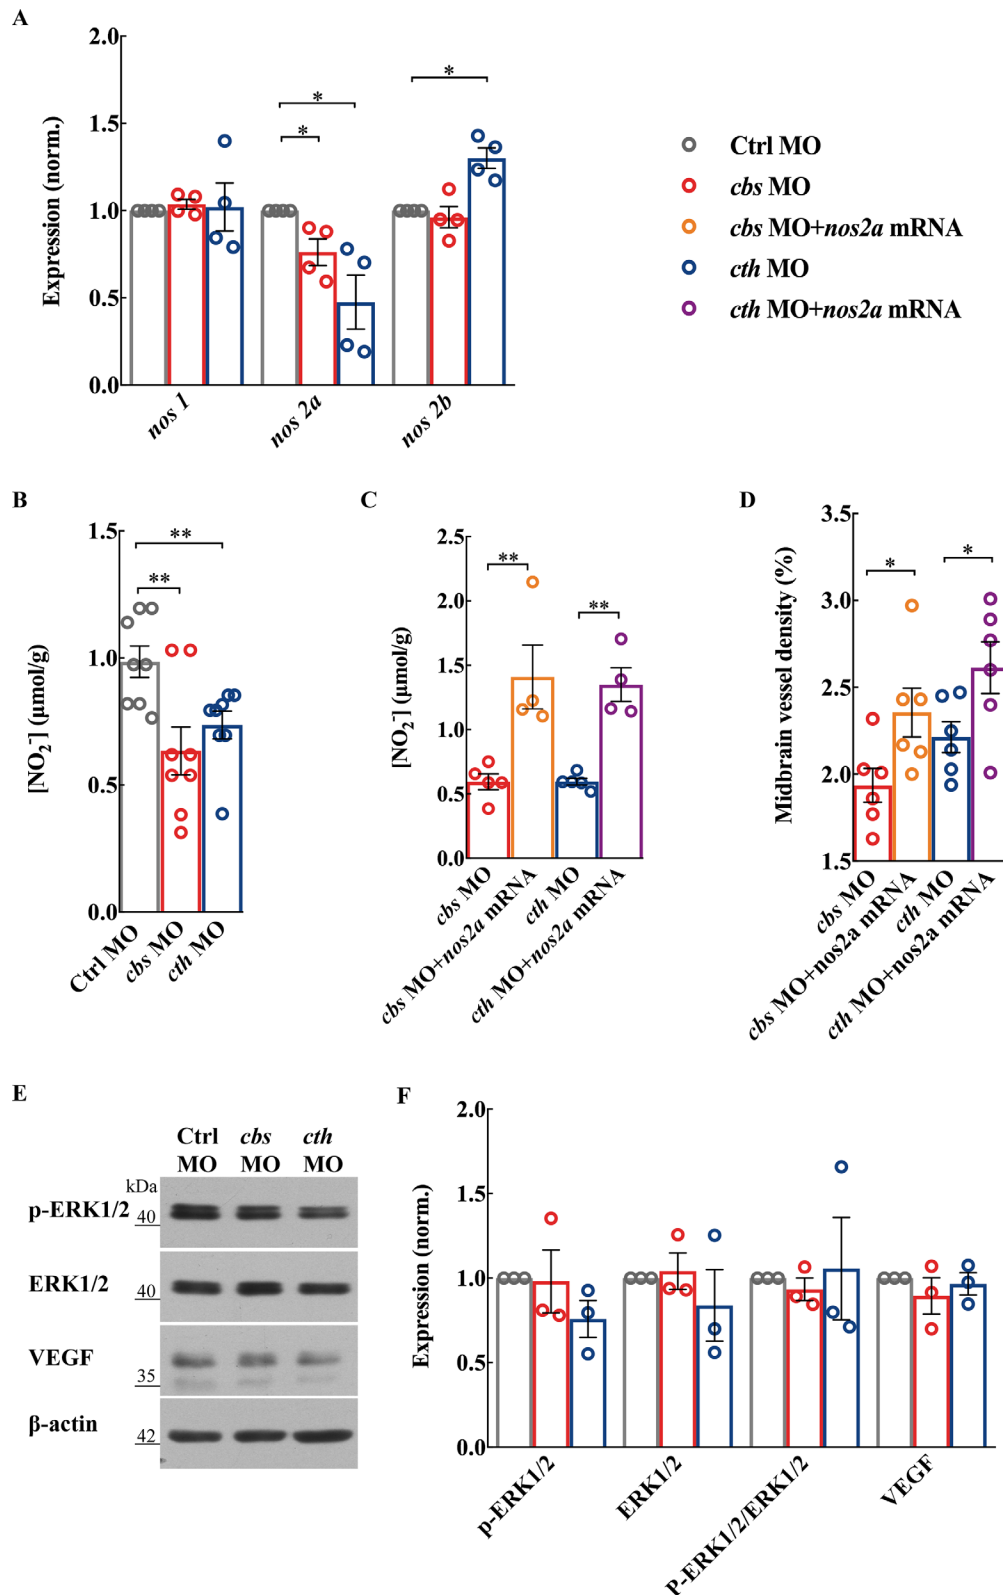 A
2.0
1.5
1.0
0.5
0.0
Expression (norm.)
*
*
*
nos 1
nos 2a
nos 2b
Ctrl MO
cbs MO
cbs MO+nos2a mRNA
cth MO
cth MO+nos2a mRNA
B
1.5
1.0
0.5
0.0
[NO₂⁻] (µmol/g)
**
**
Ctrl MO
cbs MO
cth MO
C
2.5
2.0
1.5
1.0
0.5
0.0
[NO₂⁻] (µmol/g)
**
**
cbs MO
cbs MO+nos2a mRNA
cth MO
cth MO+nos2a mRNA
D
3.5
3.0
2.5
2.0
1.5
Midbrain vessel density (%)
*
*
cbs MO
cbs MO+nos2a mRNA
cth MO
cth MO+nos2a mRNA
E
Ctrl cbs cth
MO MO MO
kDa
p-ERK1/2
40
ERK1/2
40
VEGF
35
β-actin
42
F
2.0
1.5
1.0
0.5
0.0
Expression (norm.)
p-ERK1/2
ERK1/2
P-ERK1/2/ERK1/2
VEGF